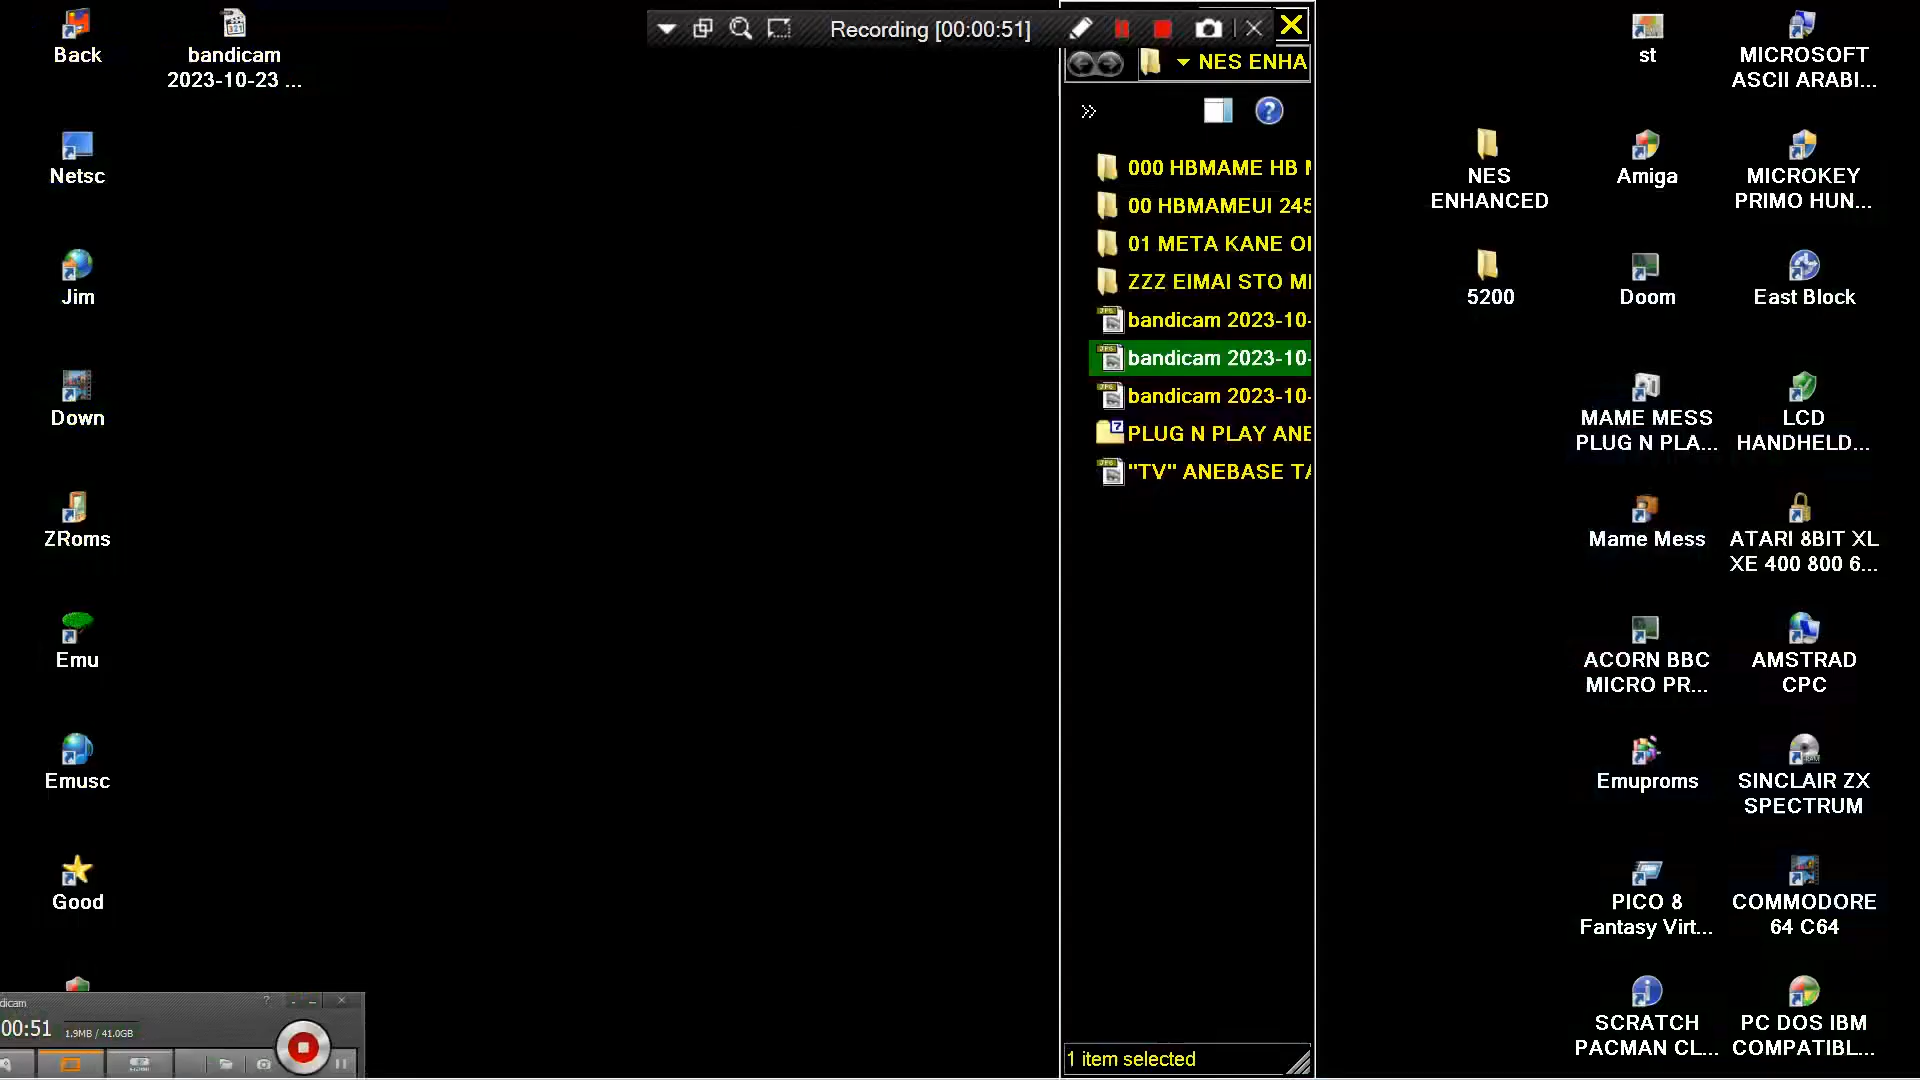 Back
bandicam
2023-10-23 ...
Netsc
Jim
Down
ZRoms
Emu
Emusc
Good
Recording [00:00:51]
NES ENHA
000 HBMAME HB
00 HBMAMEUI 245
01 META KANE
ZZZ EIMAI STO
bandicam 2023-10-
bandicam 2023-10-
bandicam 2023-10-
PLUG N PLAY ANE
"TV" ANEBASE
1 item selected
NES
ENHANCED
5200
st
Amiga
Doom
MAME MESS
PLUG N PLA...
Mame Mess
ACORN BBC
MICRO PR...
Emuproms
PICO 8
Fantasy Virt...
SCRATCH
PACMAN CL...
MICROSOFT
ASCII ARABI...
MICROKEY
PRIMO HUN...
East Block
LCD
HANDHELD...
ATARI 8BIT XL
XE 400 800 6...
AMSTRAD
CPC
SINCLAIR ZX
SPECTRUM
COMMODORE
64 C64
PC DOS IBM
COMPATIBL...
dicam
00:51
1.9MB / 41.0GB